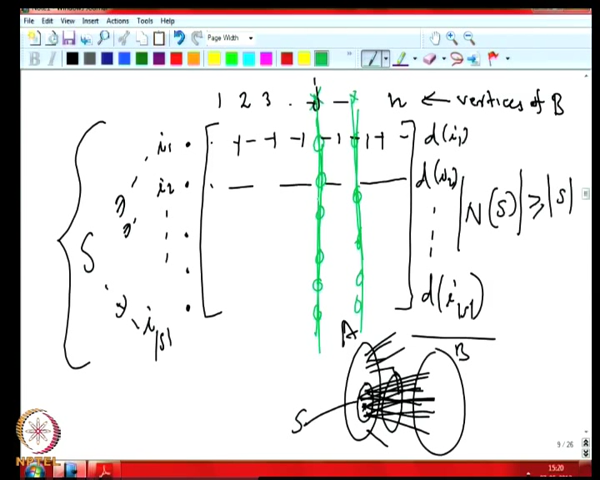 File Edit View Insert Actions Tools Help
Page Width
B
1 2 3 . j — n ← vertices of B
i1 d(i1)
i2 d(i2)
|N(S)| ≥ |S|
S
i|S| d(i|S|)
A B
S
9 / 26
NPTEL
15:20